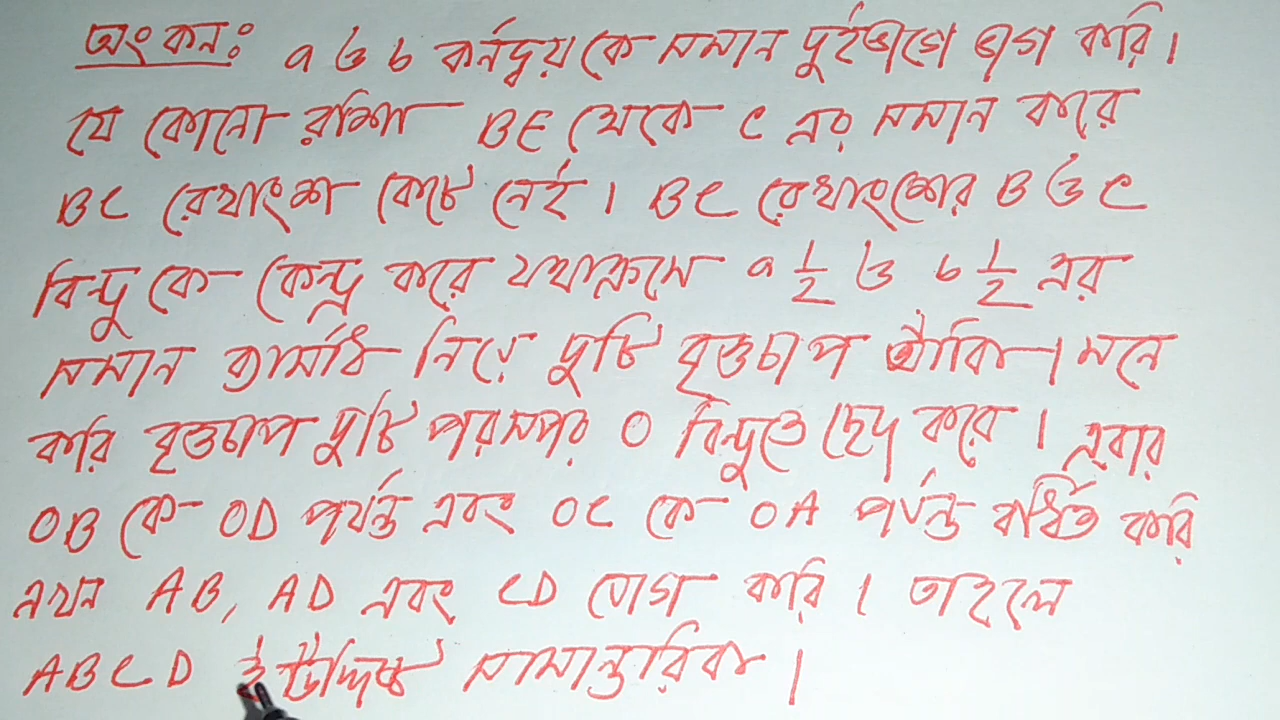 অংকন: a ও b কর্নদ্বয় কে সমান দুইভাগে ভাগ করি।
যে কোনো রশ্মি BE থেকে c এর সমান করে
BC রেখাংশ কেটে নেই। BC রেখাংশের B ও C
বিন্দু কে কেন্দ্র করে যথাক্রমে a 1/2 ও b 1/2 এর
সমান ব্যাসার্ধ নিয়ে দুটি বৃত্তচাপ আঁকি। মনে
করি বৃত্তচাপ দুটি পরস্পর O বিন্দুতে ছেদ করে। এবার
OB কে OD পর্যন্ত এবং OC কে OA পর্যন্ত বর্ধিত করি
এখন AB, AD এবং CD যোগ করি। তাহলে
ABCD ই উদ্দিষ্ট সামান্তরিক।